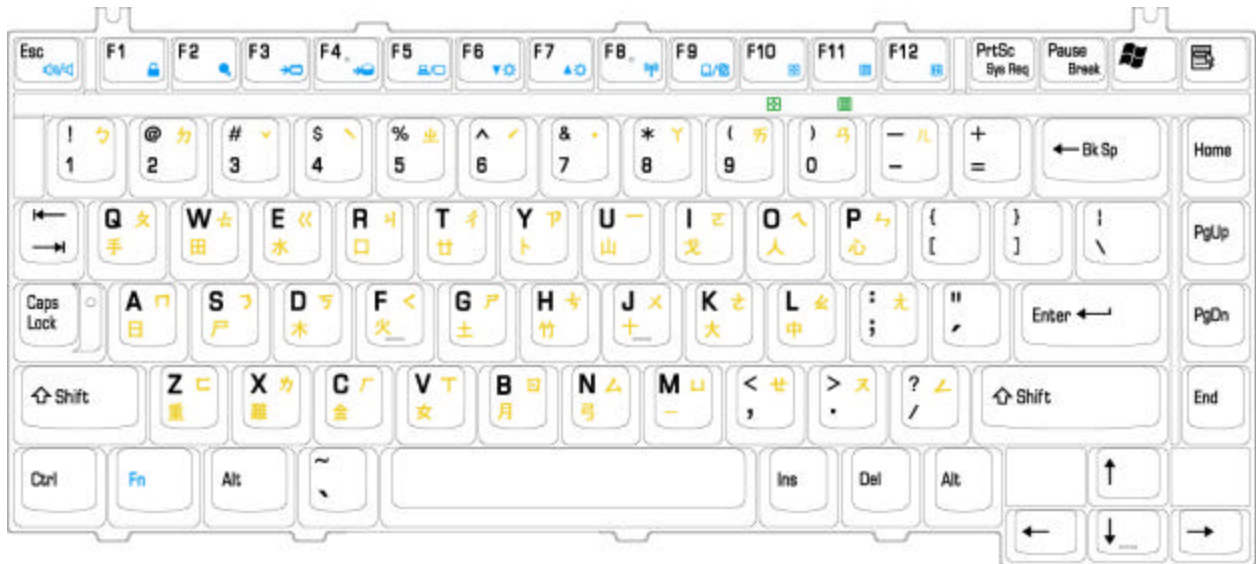 Esc F1 F2 F3 F4 F5 F6 F7 F8 F9 F10 F11 F12 PrtSc Sys Req Pause Break
! ㄅ @ ㄉ # ˇ $ ˋ % ㄓ ^ ˊ & ˙ * ㄚ ( ㄞ ) ㄢ — ㄦ +
1 2 3 4 5 6 7 8 9 0 - = ← Bk Sp Home
Q ㄆ W ㄊ E ㄍ R ㄐ T ㄔ Y ㄗ U ㄧ I ㄛ O ㄟ P ㄣ { } ¦
手 田 水 口 廿 卜 山 戈 人 心 [ ] \ PgUp
Caps Lock A ㄇ S ㄋ D ㄎ F ㄑ G ㄕ H ㄘ J ㄨ K ㄜ L ㄠ : ㄤ " Enter PgDn
日 尸 木 火 土 竹 十 大 中 ; ′
Shift Z ㄈ X ㄌ C ㄏ V ㄒ B ㄖ N ㄙ M ㄩ < ㄝ > ㄡ ? ㄥ Shift End
重 難 金 女 月 弓 一 , . /
Ctrl Fn Alt ~ ` Ins Del Alt ↑
← ↓ →